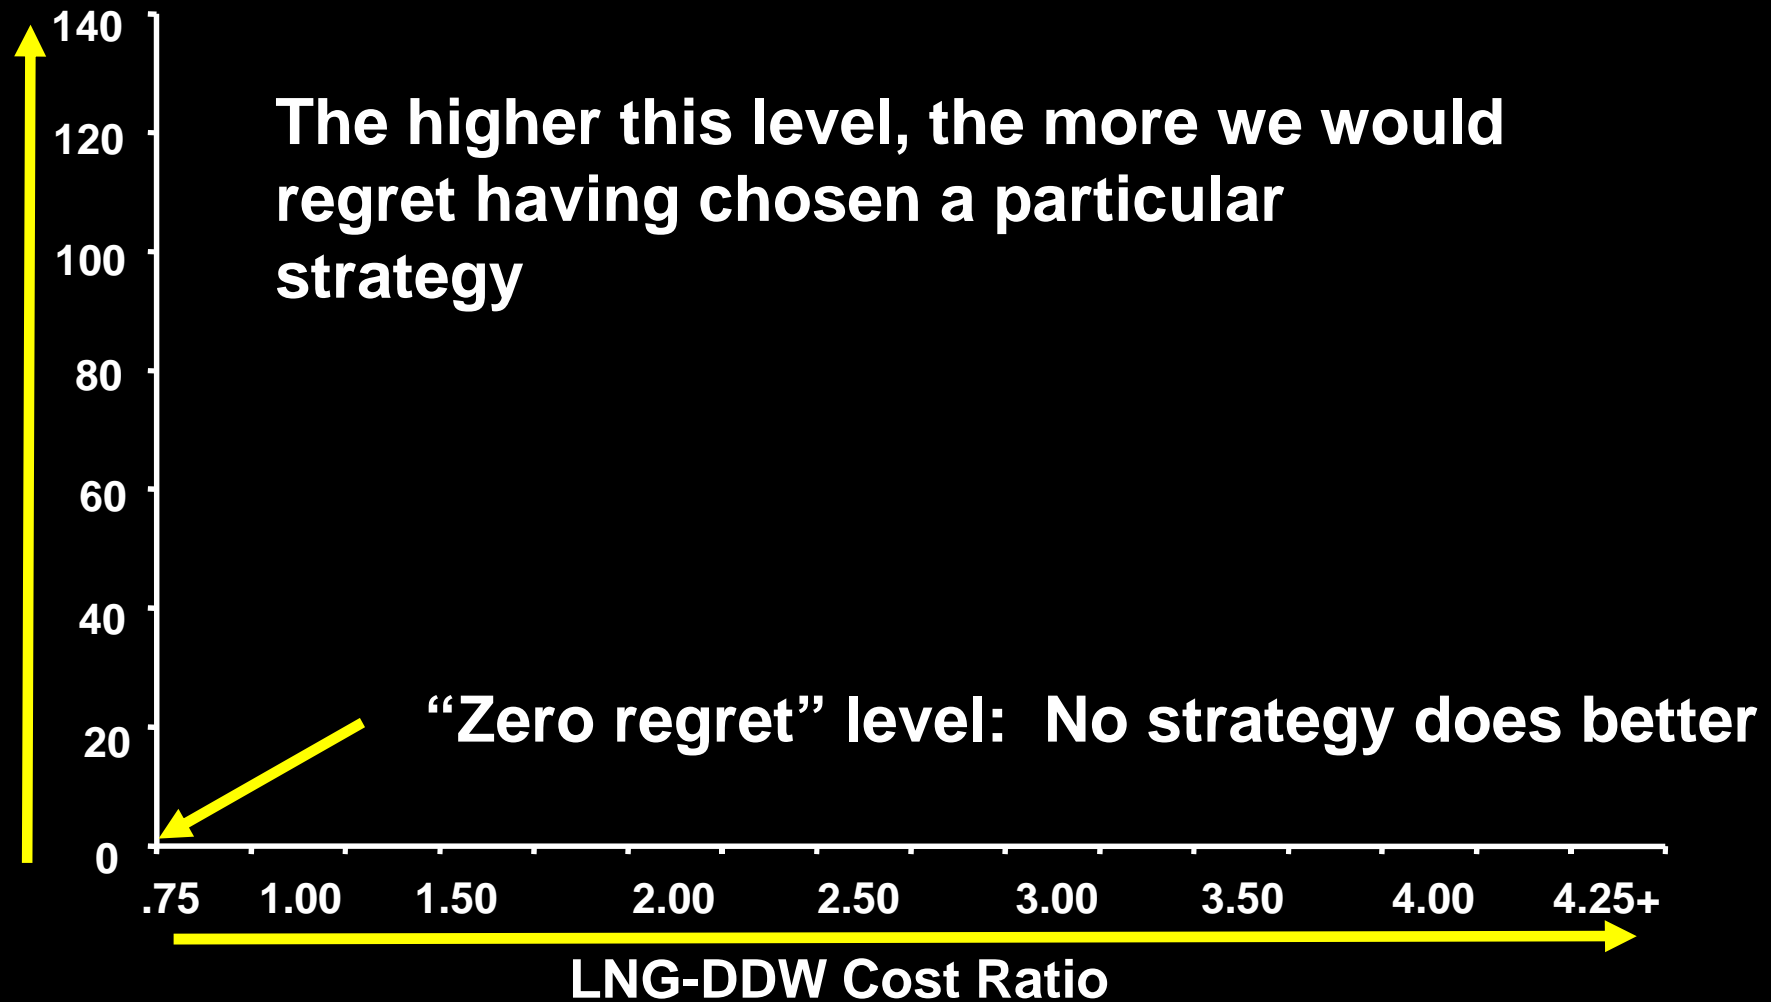 140
The higher this level, the more we would
120
regret having chosen a particular
100
strategy
80
60
40
“Zero regret” level:  No strategy does better
20
0
.75 1.00 1.50 2.00 2.50 3.00 3.50 4.00 4.25+
LNG-DDW Cost Ratio